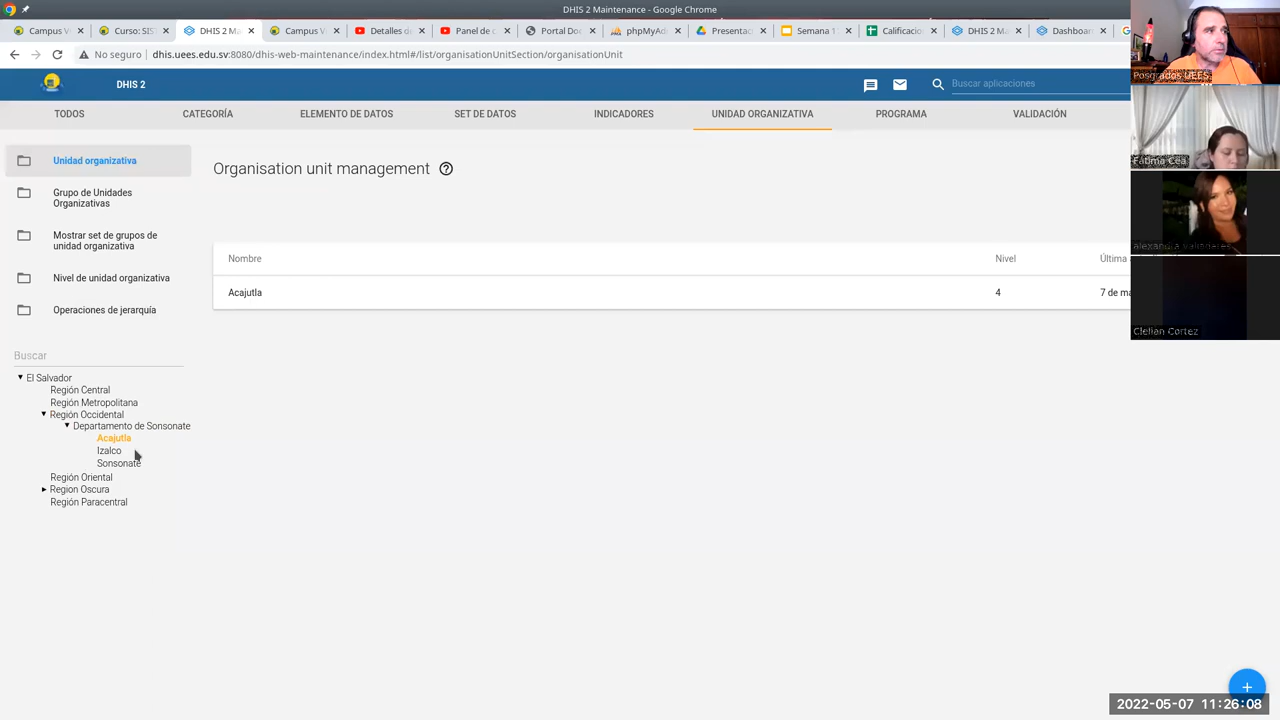 DHIS 2 Maintenance - Google Chrome
Campus V
Curso: SIS
DHIS 2 Ma
Campus V
Detalles d
Panel de c
Portal Doc
phpMyAd
Presentac
Semana 1
Calificacio
DHIS 2 Ma
Dashboar
No seguro
dhis.uees.edu.sv:8080/dhis-web-maintenance/index.html#/list/organisationUnitSection/organisationUnit
DHIS 2
Buscar aplicaciones
TODOS
CATEGORÍA
ELEMENTO DE DATOS
SET DE DATOS
INDICADORES
UNIDAD ORGANIZATIVA
PROGRAMA
VALIDACIÓN
Unidad organizativa
Grupo de Unidades
Organizativas
Mostrar set de grupos de
unidad organizativa
Nivel de unidad organizativa
Operaciones de jerarquía
Buscar
El Salvador
Región Central
Región Metropolitana
Región Occidental
Departamento de Sonsonate
Acajutla
Izalco
Sonsonate
Región Oriental
Region Oscura
Región Paracentral
Organisation unit management
Nombre
Nivel
Última
Acajutla
4
7 de ma
Posgrados UEES
Fátima Cea
Clelian Cortez
2022-05-07 11:26:08